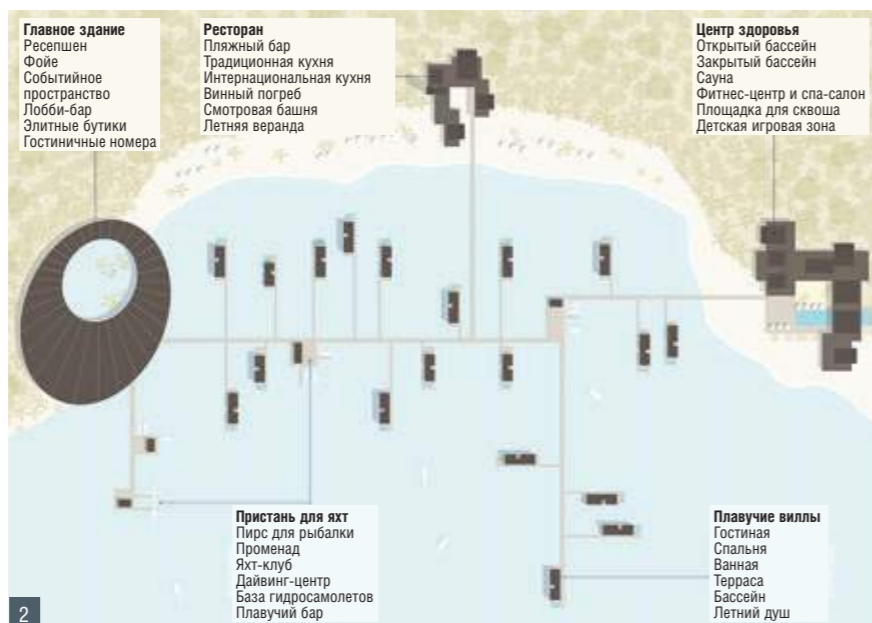 Главное здание
Ресепшен
Фойе
Событийное
пространство
Лобби-бар
Элитные бутики
Гостиничные номера
Ресторан
Пляжный бар
Традиционная кухня
Интернациональная кухня
Винный погреб
Смотровая башня
Летняя веранда
Центр здоровья
Открытый бассейн
Закрытый бассейн
Сауна
Фитнес-центр и спа-салон
Площадка для сквоша
Детская игровая зона
Пристань для яхт
Пирс для рыбалки
Променад
Яхт-клуб
Дайвинг-центр
База гидросамолетов
Плавучий бар
Плавучие виллы
Гостиная
Спальня
Ванная
Терраса
Бассейн
Летний душ
2